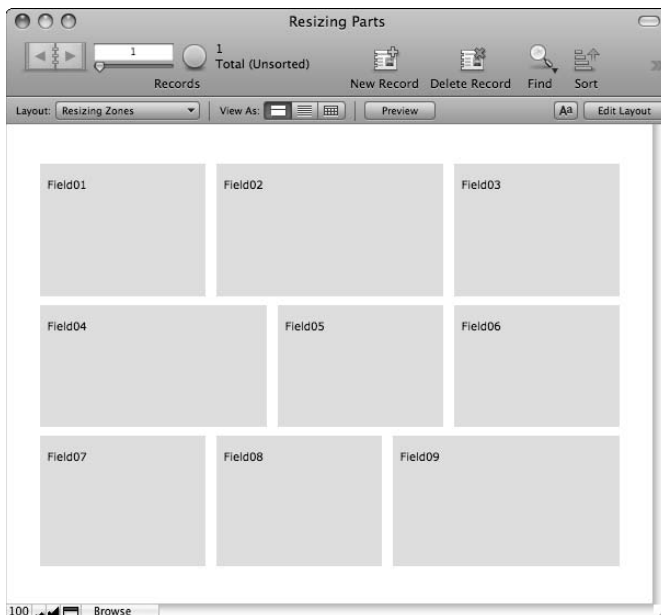 Resizing Parts
1
1
Total (Unsorted)
Records
New Record
Delete Record
Find
Sort
Layout: Resizing Zones
View As:
Preview
Aa
Edit Layout
Field01
Field02
Field03
Field04
Field05
Field06
Field07
Field08
Field09
100
Browse